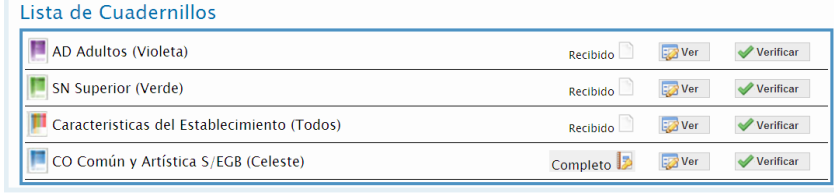 Lista de Cuadernillos
AD Adultos (Violeta) Recibido Ver Verificar
SN Superior (Verde) Recibido Ver Verificar
Caracteristicas del Establecimiento (Todos) Recibido Ver Verificar
CO Común y Artística S/EGB (Celeste) Completo Ver Verificar